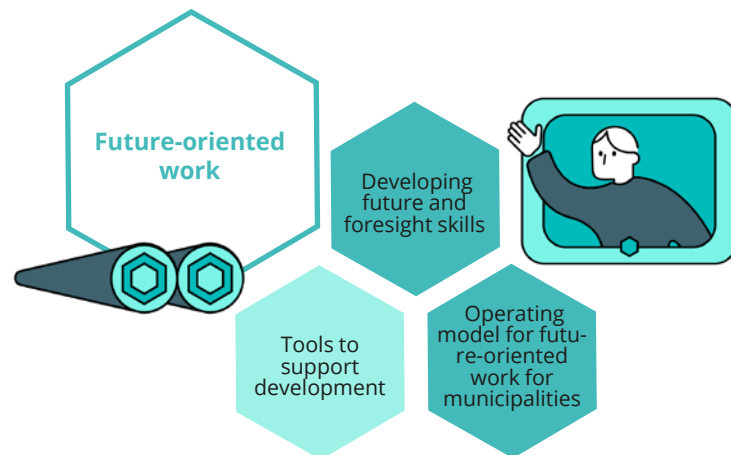 Future-oriented
work
Developing
future and
foresight skills
Tools to
support
development
Operating
model for futu-
re-oriented
work for
municipalities